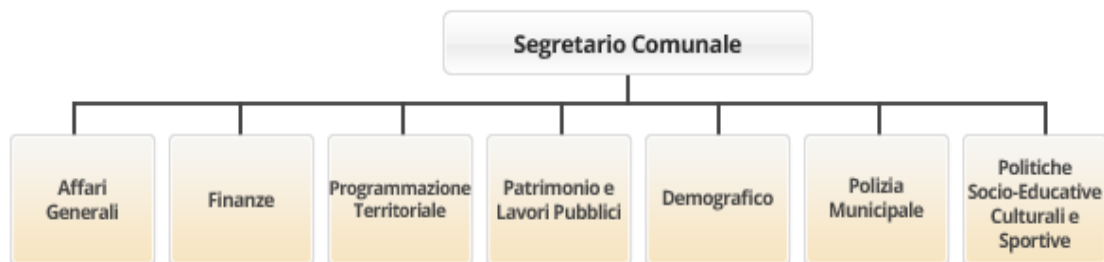 Segretario Comunale
Affari
Generali
Finanze
Programmazione
Territoriale
Patrimonio e
Lavori Pubblici
Demografico
Polizia
Municipale
Politiche
Socio-Educative
Culturali e
Sportive